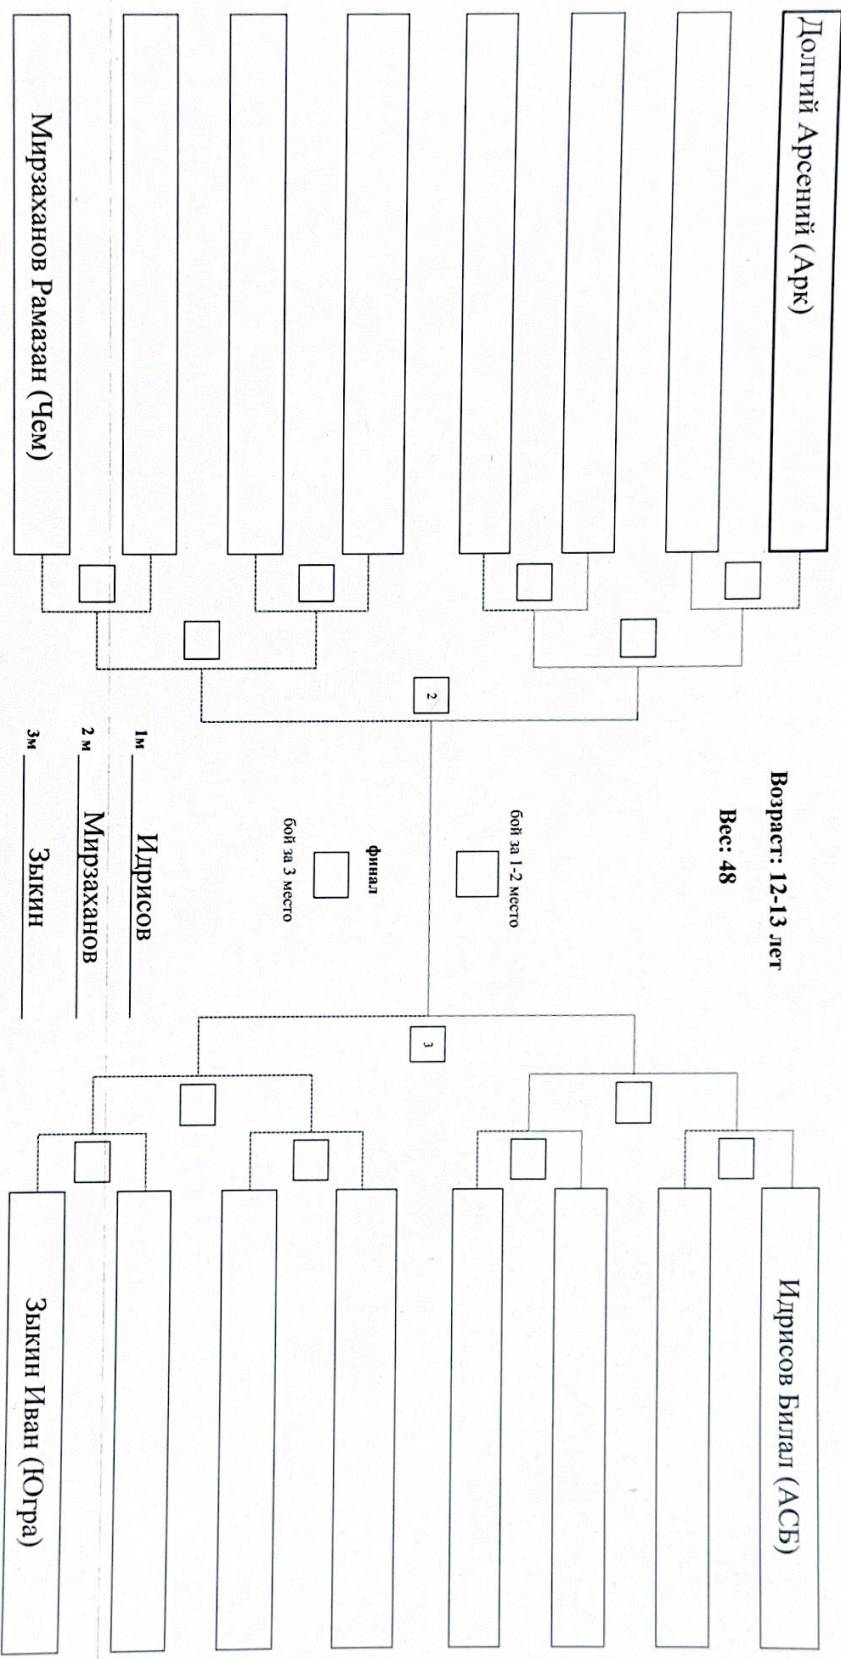 Возраст: 12-13 лет
Вес: 48
Долгий Арсений (Арк)
Мирзаханов Рамазан (Чем)
Идрисов Билал (АСБ)
Зыкин Иван (Югра)
2
3
бой за 1-2 место
финал
бой за 3 место
1м Идрисов
2 м Мирзаханов
3м Зыкин